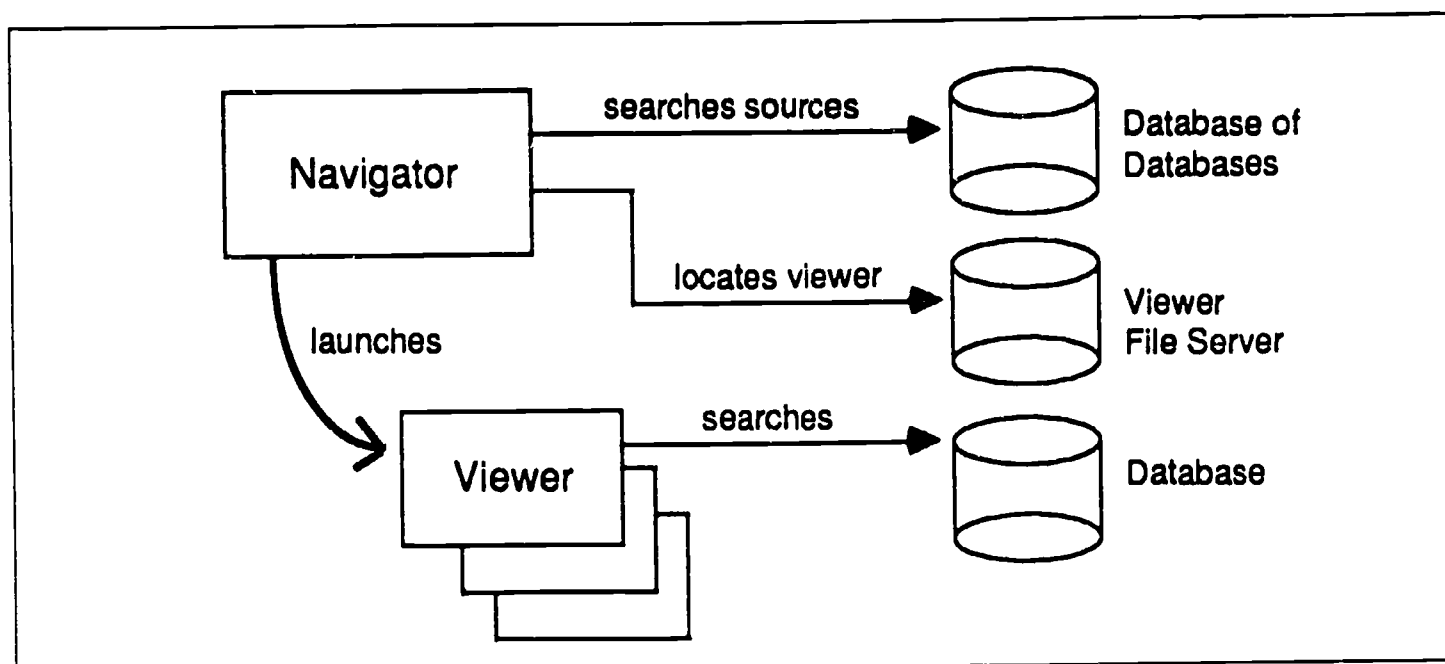 searches sources
Navigator
Database of
Databases
locates viewer
Viewer
File Server
launches
searches
Viewer
Database